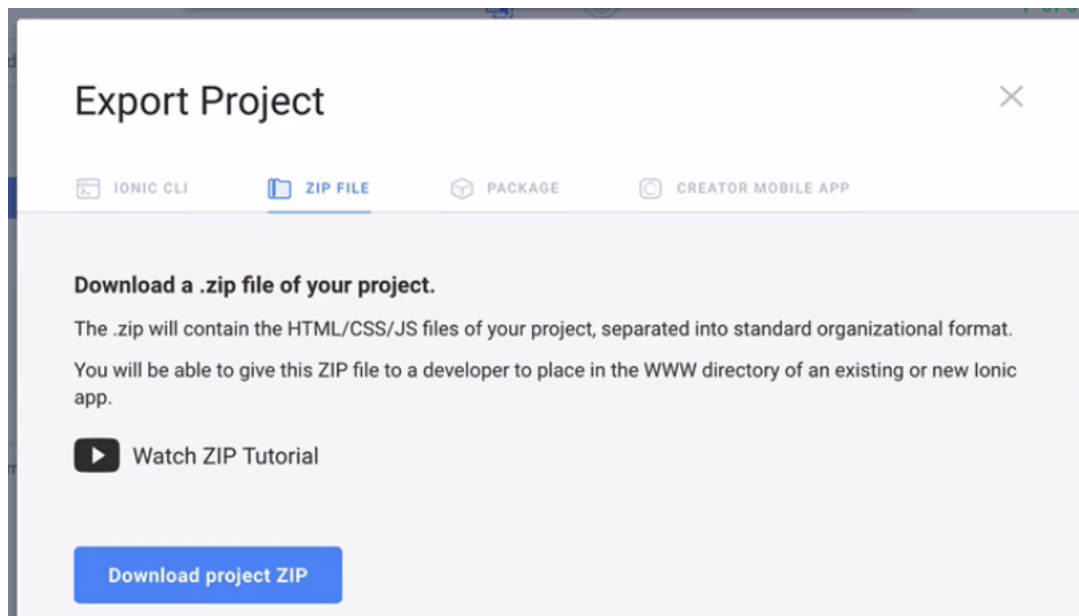 Export Project
IONIC CLI
ZIP FILE
PACKAGE
CREATOR MOBILE APP
Download a .zip file of your project.
The .zip will contain the HTML/CSS/JS files of your project, separated into standard organizational format.
You will be able to give this ZIP file to a developer to place in the WWW directory of an existing or new Ionic
app.
Watch ZIP Tutorial
Download project ZIP